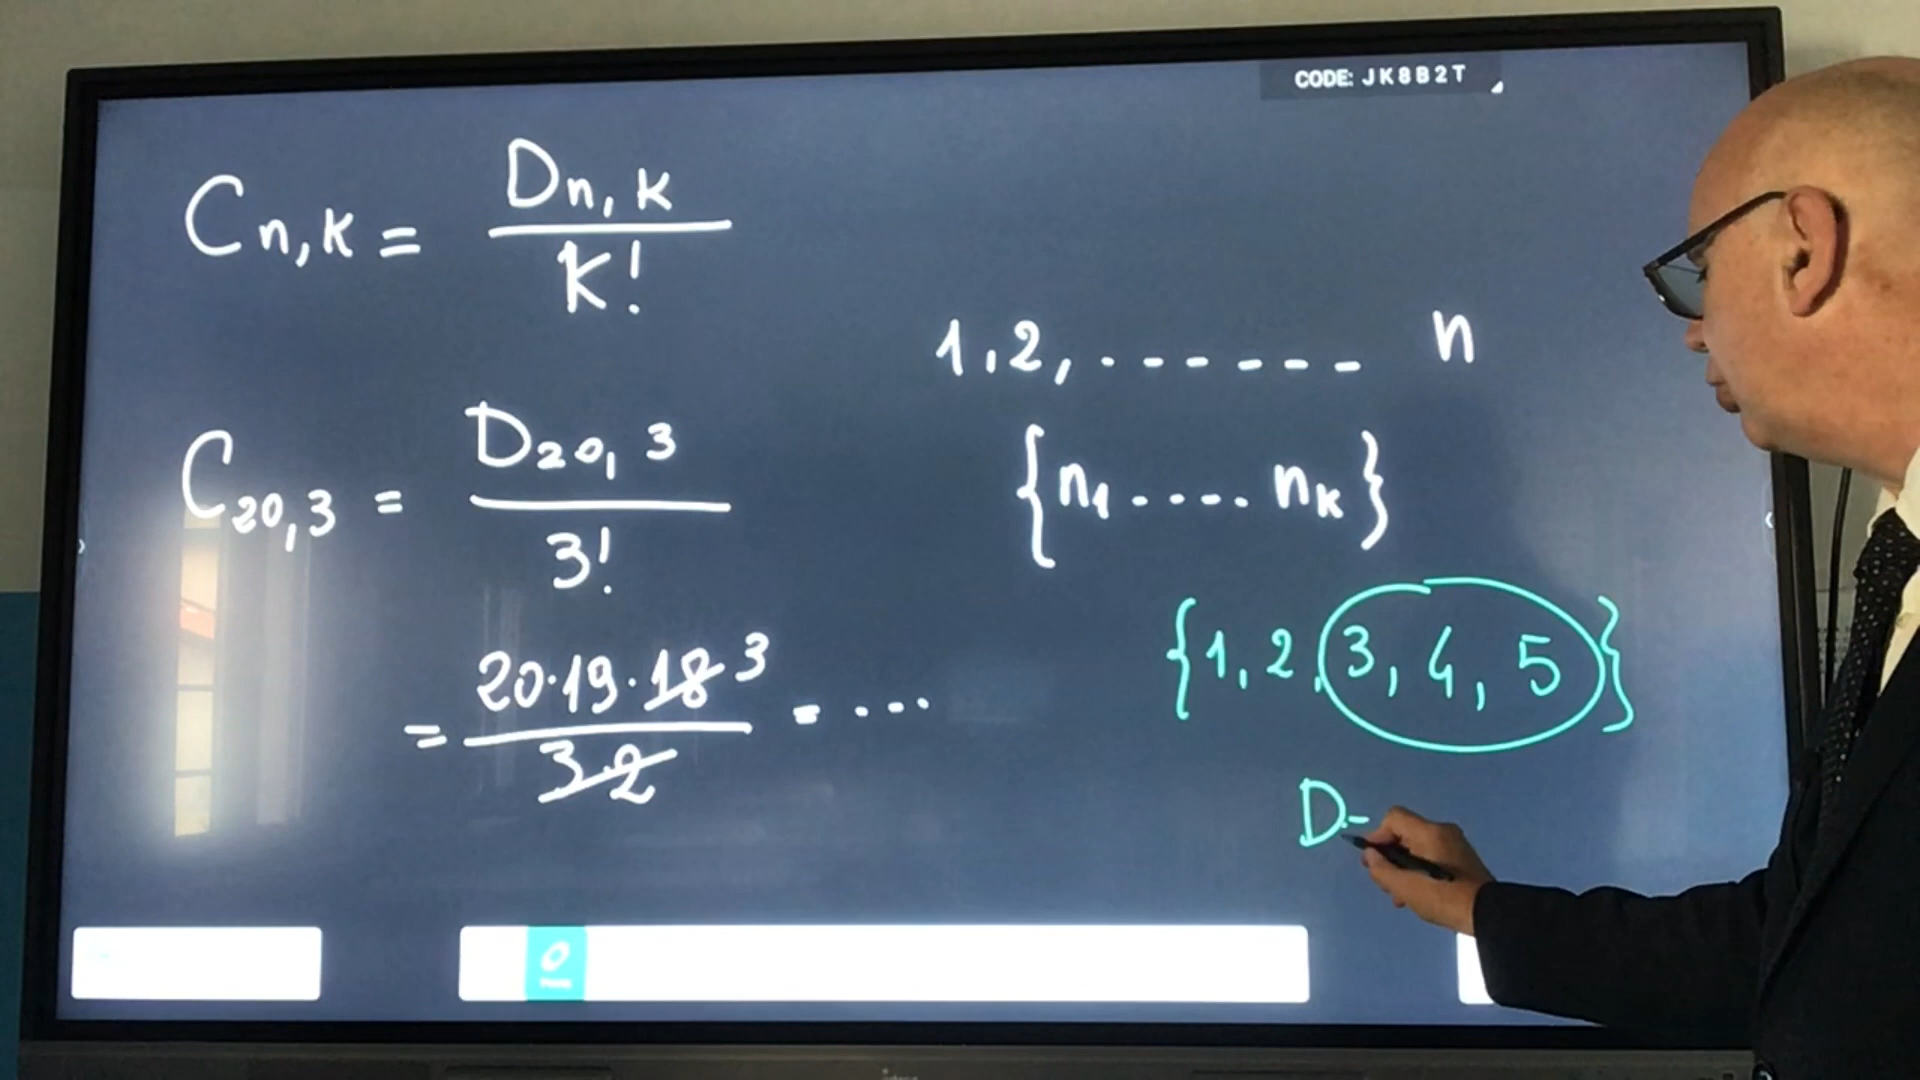 CODE: JK8B2T
Cn,K = Dn,K
K!
1,2,.------ n
C20,3 = D20,3
3!
{n1.... nK}
= 20·19·18 3
3·2
= ....
{1, 2, 3, 4, 5}
D-